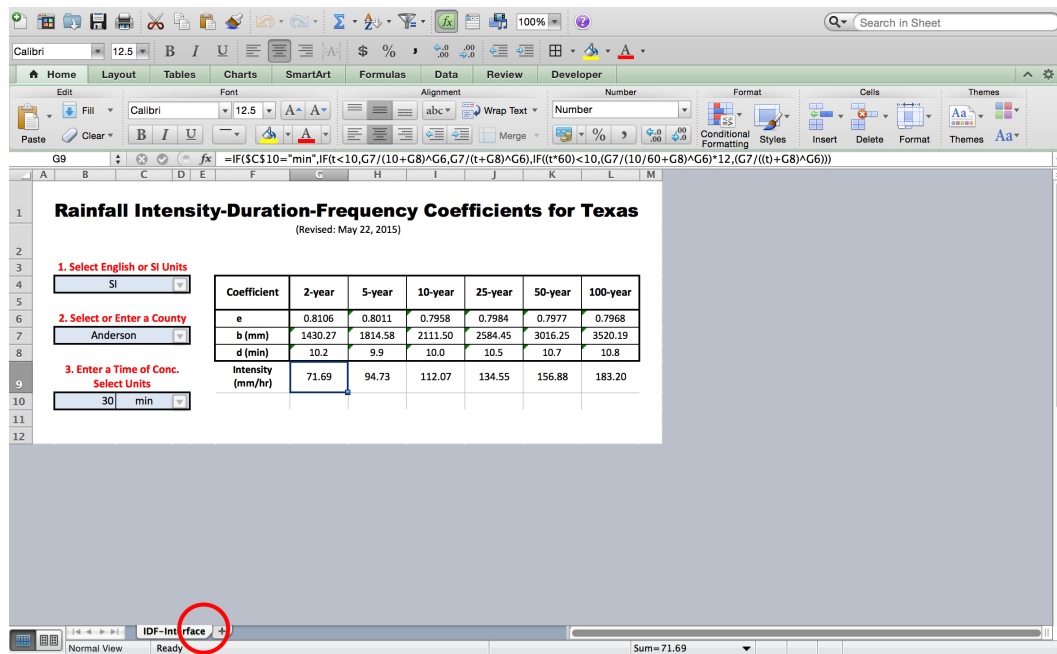 100%
Search in Sheet
Calibri 12.5 B I U $ %
Home Layout Tables Charts SmartArt Formulas Data Review Developer
Edit Font Alignment Number Format Cells Themes
Paste Fill Calibri 12.5 A A abc Wrap Text Number Conditional Formatting Styles Insert Delete Format Themes Aa
Clear B I U A Merge % Aa
G9 fx =IF($C$10="min",IF(t<10,G7/(10+G8)^G6,G7/(t+G8)^G6),IF((t*60)<10,(G7/(10/60+G8)^G6)*12,(G7/((t)+G8)^G6)))
A B C D E F G H I J K L M
1 Rainfall Intensity-Duration-Frequency Coefficients for Texas
(Revised: May 22, 2015)
2
3 1. Select English or SI Units
4 SI
5 Coefficient 2-year 5-year 10-year 25-year 50-year 100-year
6 2. Select or Enter a County e 0.8106 0.8011 0.7958 0.7984 0.7977 0.7968
7 Anderson b (mm) 1430.27 1814.58 2111.50 2584.45 3016.25 3520.19
8 d (min) 10.2 9.9 10.0 10.5 10.7 10.8
9 3. Enter a Time of Conc. Select Units Intensity (mm/hr) 71.69 94.73 112.07 134.55 156.88 183.20
10 30 min
11
12
IDF-Interface
Normal View Ready Sum=71.69